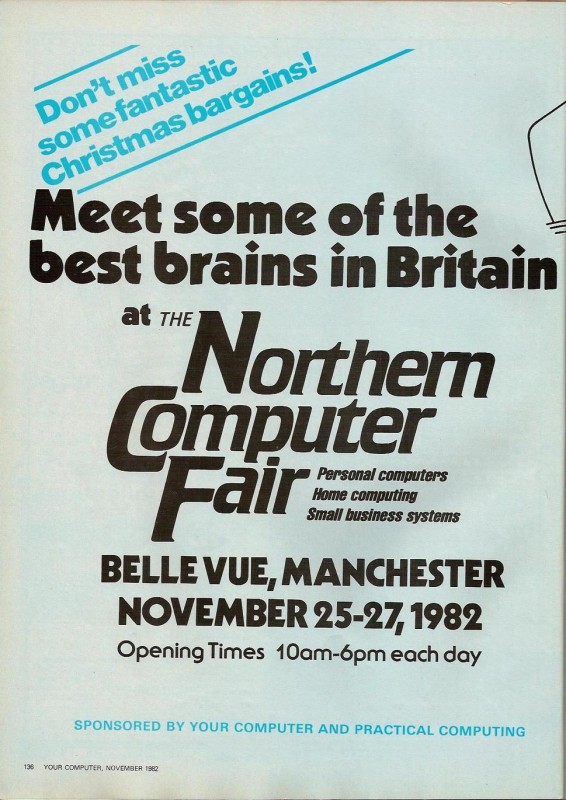 Don't miss
some fantastic
Christmas bargains!
Meet some of the
best brains in Britain
at THE
Northern
Computer
Fair
Personal computers
Home computing
Small business systems
BELLE VUE, MANCHESTER
NOVEMBER 25-27, 1982
Opening Times 10am-6pm each day
SPONSORED BY YOUR COMPUTER AND PRACTICAL COMPUTING
136 YOUR COMPUTER, NOVEMBER 1982